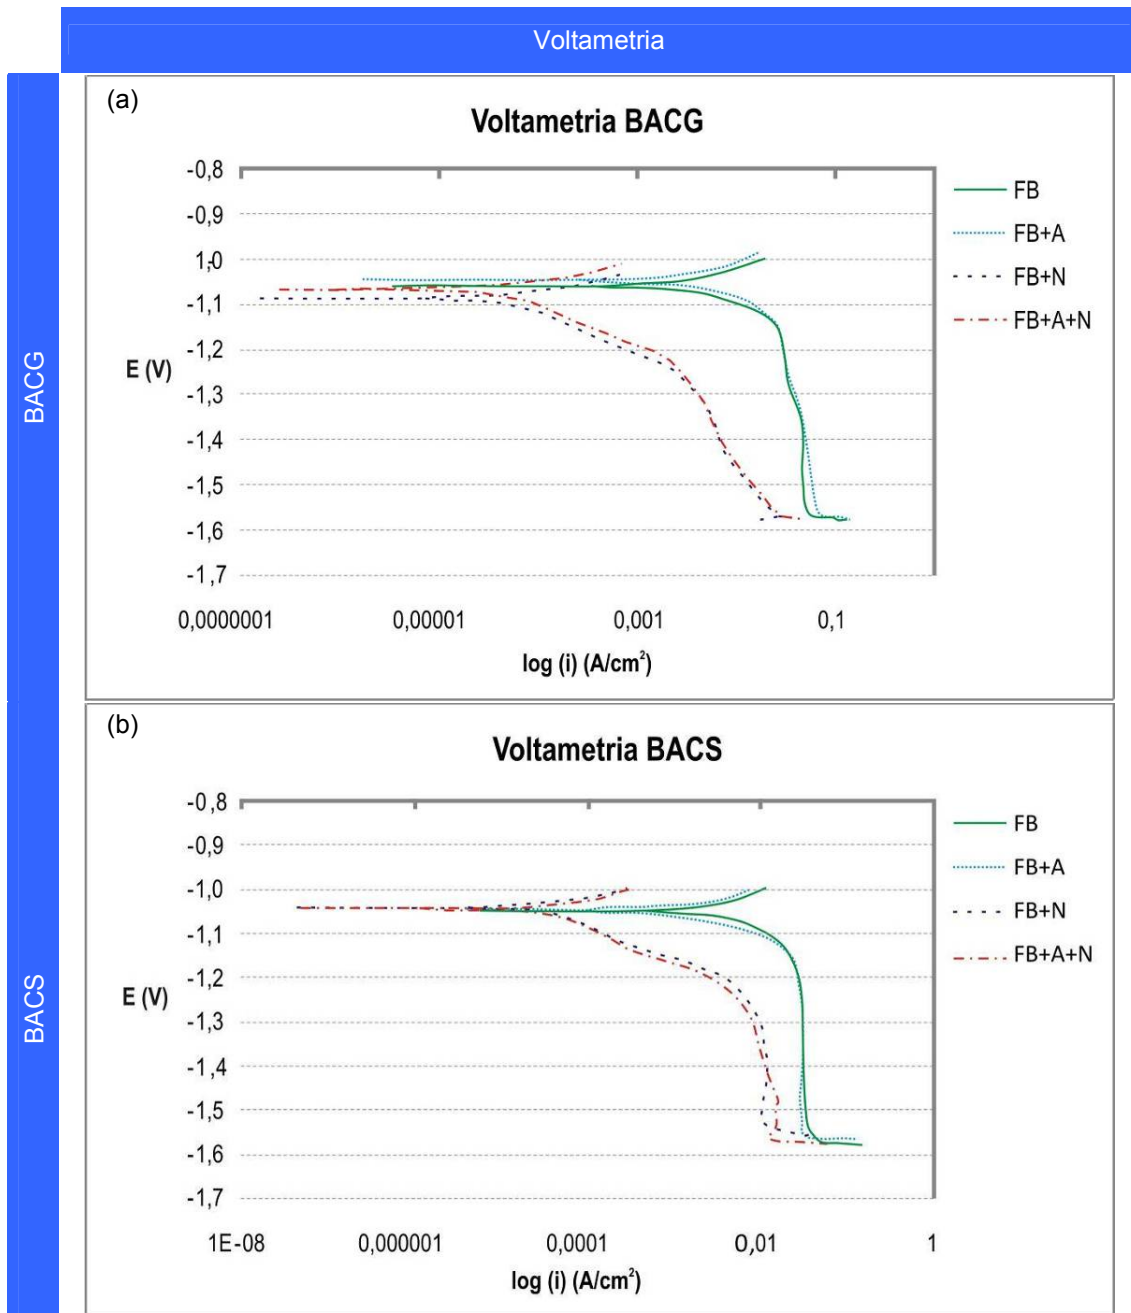 Voltametria
BACG
(a)
Voltametria BACG
-0,8
-0,9
1,0
-1,1
-1,2
-1,3
-1,4
-1,5
-1,6
-1,7
E (V)
0,0000001
0,00001
0,001
0,1
log (i) (A/cm²)
FB
FB+A
FB+N
FB+A+N
BACS
(b)
Voltametria BACS
-0,8
-0,9
-1,0
-1,1
-1,2
-1,3
-1,4
-1,5
-1,6
-1,7
E (V)
1E-08
0,000001
0,0001
0,01
1
log (i) (A/cm²)
FB
FB+A
FB+N
FB+A+N